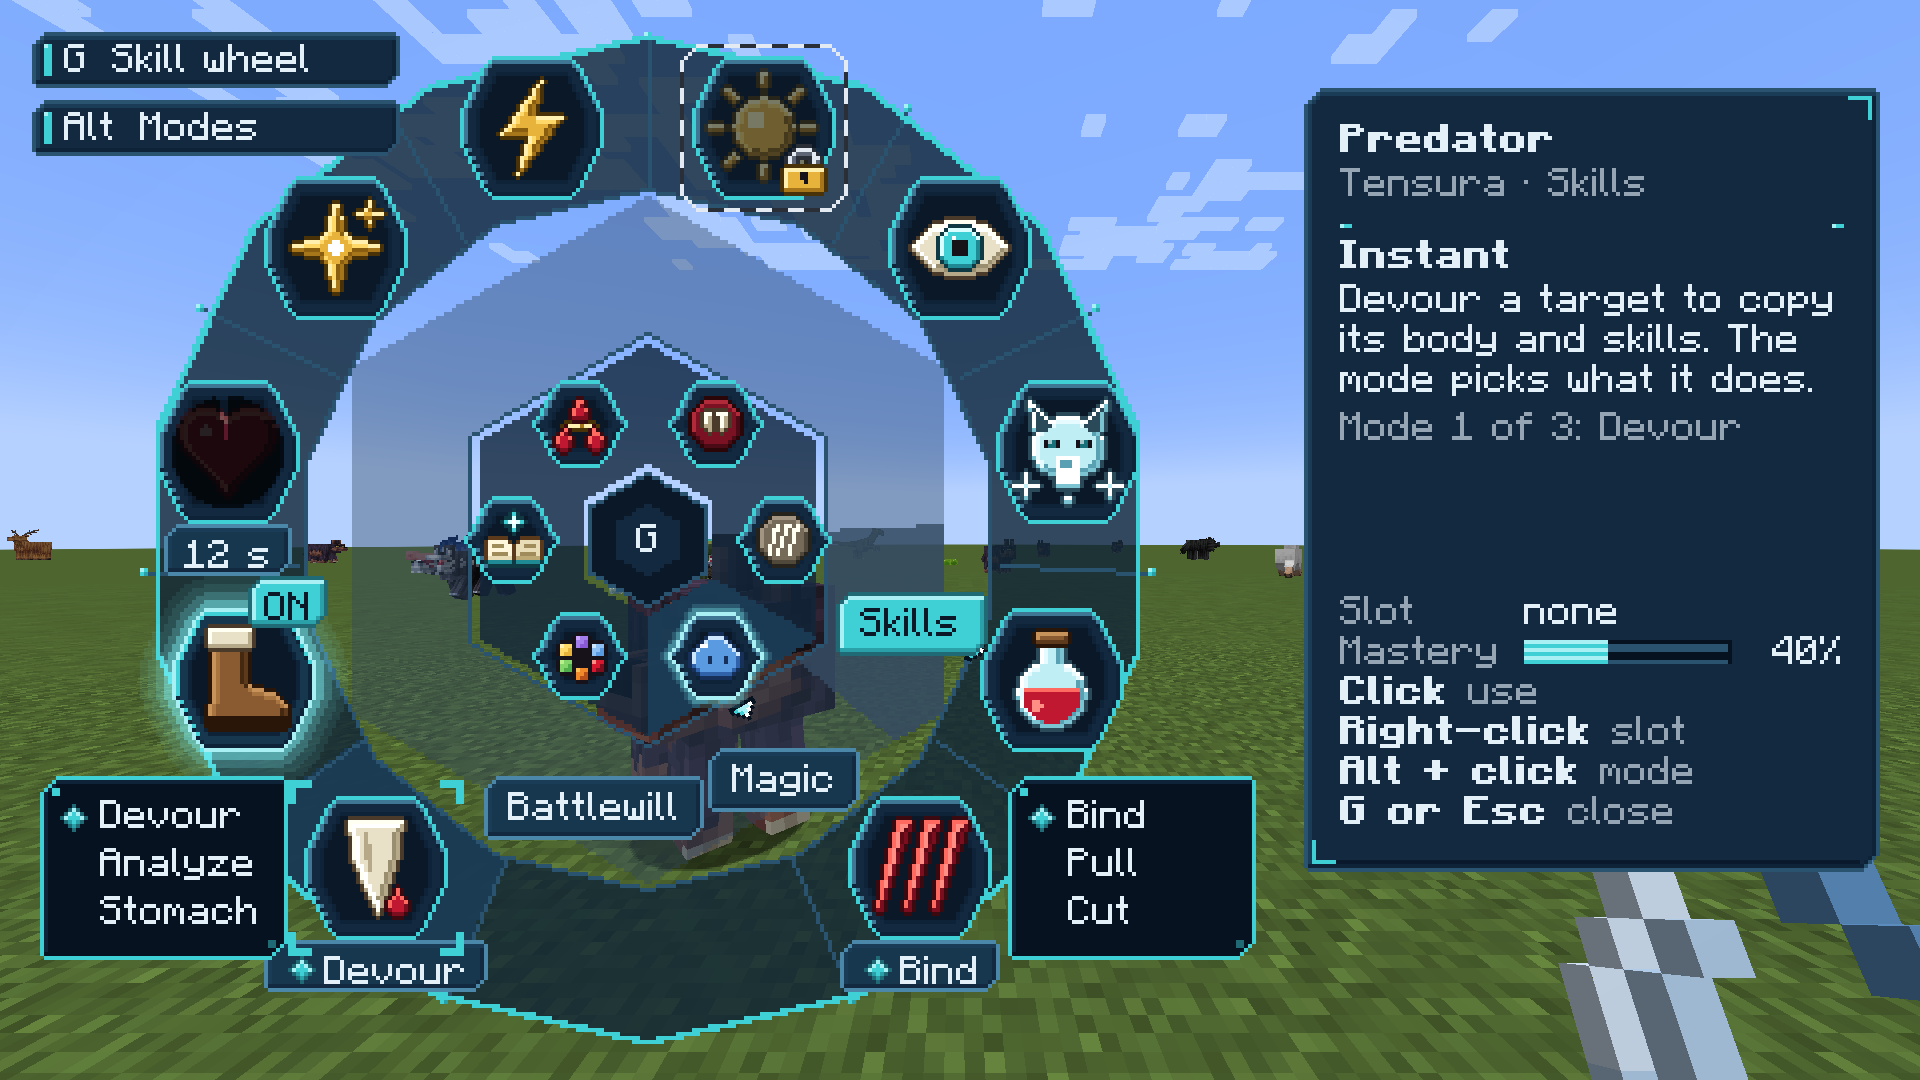 G Skill wheel
Alt Modes
12 s
ON
G
Skills
Magic
Battlewill
Devour
Analyze
Stomach
Devour
Bind
Pull
Cut
Bind
Predator
Tensura · Skills
Instant
Devour a target to copy
its body and skills. The
mode picks what it does.
Mode 1 of 3: Devour
Slot none
Mastery 40%
Click use
Right-click slot
Alt + click mode
G or Esc close